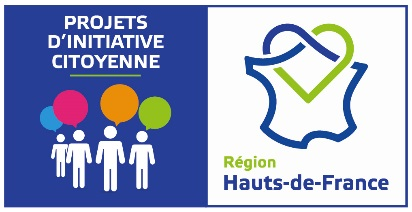 PROJETS
D'INITIATIVE
CITOYENNE
Région
Hauts-de-France